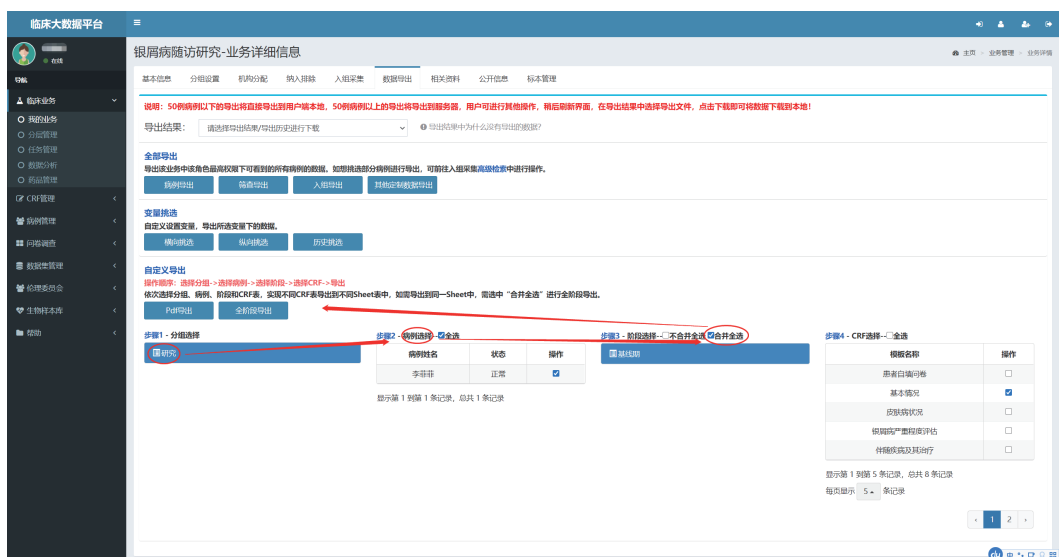 临床大数据平台
在线
导航
临床业务
我的业务
分层管理
任务管理
数据分析
药品管理
CRF管理
病例管理
问卷调查
数据集管理
伦理委员会
生物样本库
帮助
银屑病随访研究-业务详细信息
主页 > 业务管理 > 业务详情
基本信息 分组设置 机构分配 纳入排除 入组采集 数据导出 相关资料 公开信息 标本管理
说明：50例病例以下的导出将直接导出到用户端本地，50例病例以上的导出将导出到服务器，用户可进行其他操作，稍后刷新界面，在导出结果中选择导出文件，点击下载即可将数据下载到本地！
导出结果： 请选择导出结果/导出历史进行下载 导出结果中为什么没有导出的数据?
全部导出
导出该业务中该角色最高权限下可看到的所有病例的数据。如想挑选部分病例进行导出，可前往入组采集高级检索中进行操作。
病例导出 筛查导出 入组导出 其他定制数据导出
变量挑选
自定义设置变量，导出所选变量下的数据。
横向挑选 纵向挑选 历史挑选
自定义导出
操作顺序：选择分组->选择病例->选择阶段->选择CRF->导出
依次选择分组、病例、阶段和CRF表，实现不同CRF表导出到不同Sheet表中，如需导出到同一Sheet中，需选中“合并全选”进行全阶段导出。
Pdf导出 全阶段导出
步骤1 - 分组选择 步骤2 - 病例选择--全选 步骤3 - 阶段选择--不合并全选 合并全选 步骤4 - CRF选择--全选
研究 病例姓名 状态 操作 基线期 模板名称 操作
李菲菲 正常 患者自填问卷
显示第 1 到第 1 条记录，总共 1 条记录 基本情况
皮肤病状况
银屑病严重程度评估
伴随疾病及其治疗
显示第 1 到第 5 条记录，总共 8 条记录
每页显示 5 条记录
‹ 1 2 ›
du 中